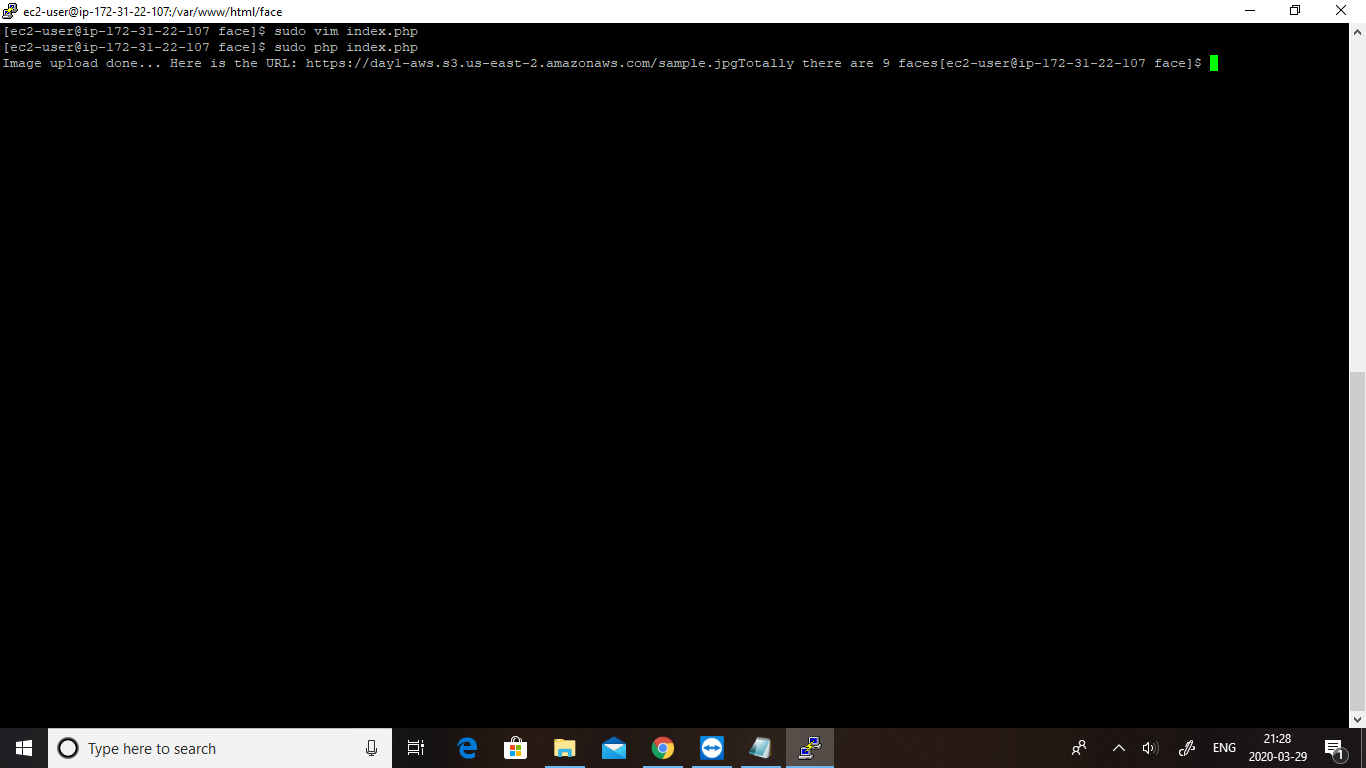 ec2-user@ip-172-31-22-107:/var/www/html/face
[ec2-user@ip-172-31-22-107 face]$ sudo vim index.php
[ec2-user@ip-172-31-22-107 face]$ sudo php index.php
Image upload done... Here is the URL: https://day1-aws.s3.us-east-2.amazonaws.com/sample.jpgTotally there are 9 faces[ec2-user@ip-172-31-22-107 face]$
Type here to search
ENG
21:28
2020-03-29
1